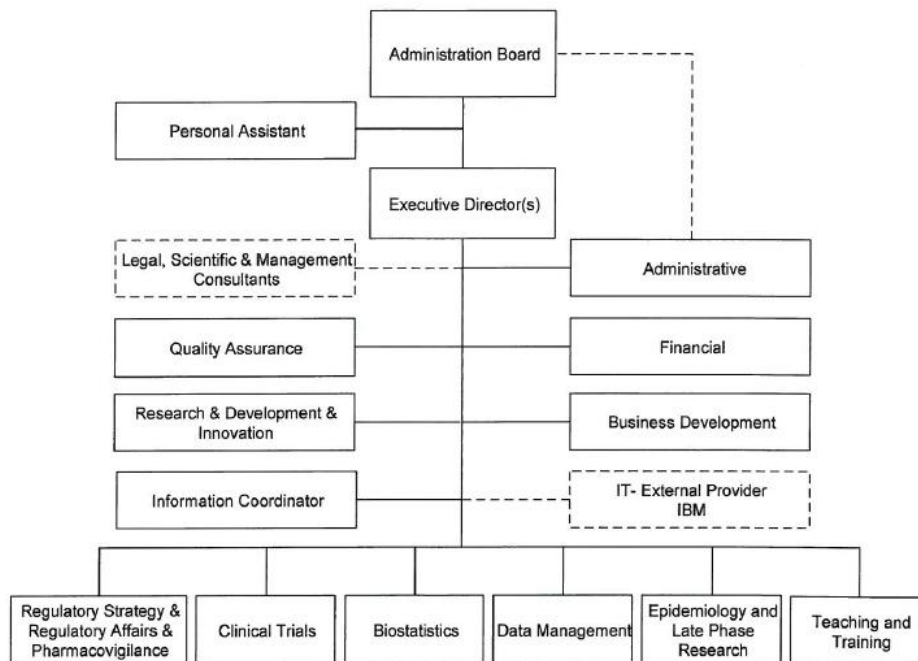 Administration Board
Personal Assistant
Executive Director(s)
Legal, Scientific & Management
Consultants
Administrative
Quality Assurance
Financial
Research & Development &
Innovation
Business Development
Information Coordinator
IT- External Provider
IBM
Regulatory Strategy &
Regulatory Affairs &
Pharmacovigilance
Clinical Trials
Biostatistics
Data Management
Epidemiology and
Late Phase
Research
Teaching and
Training